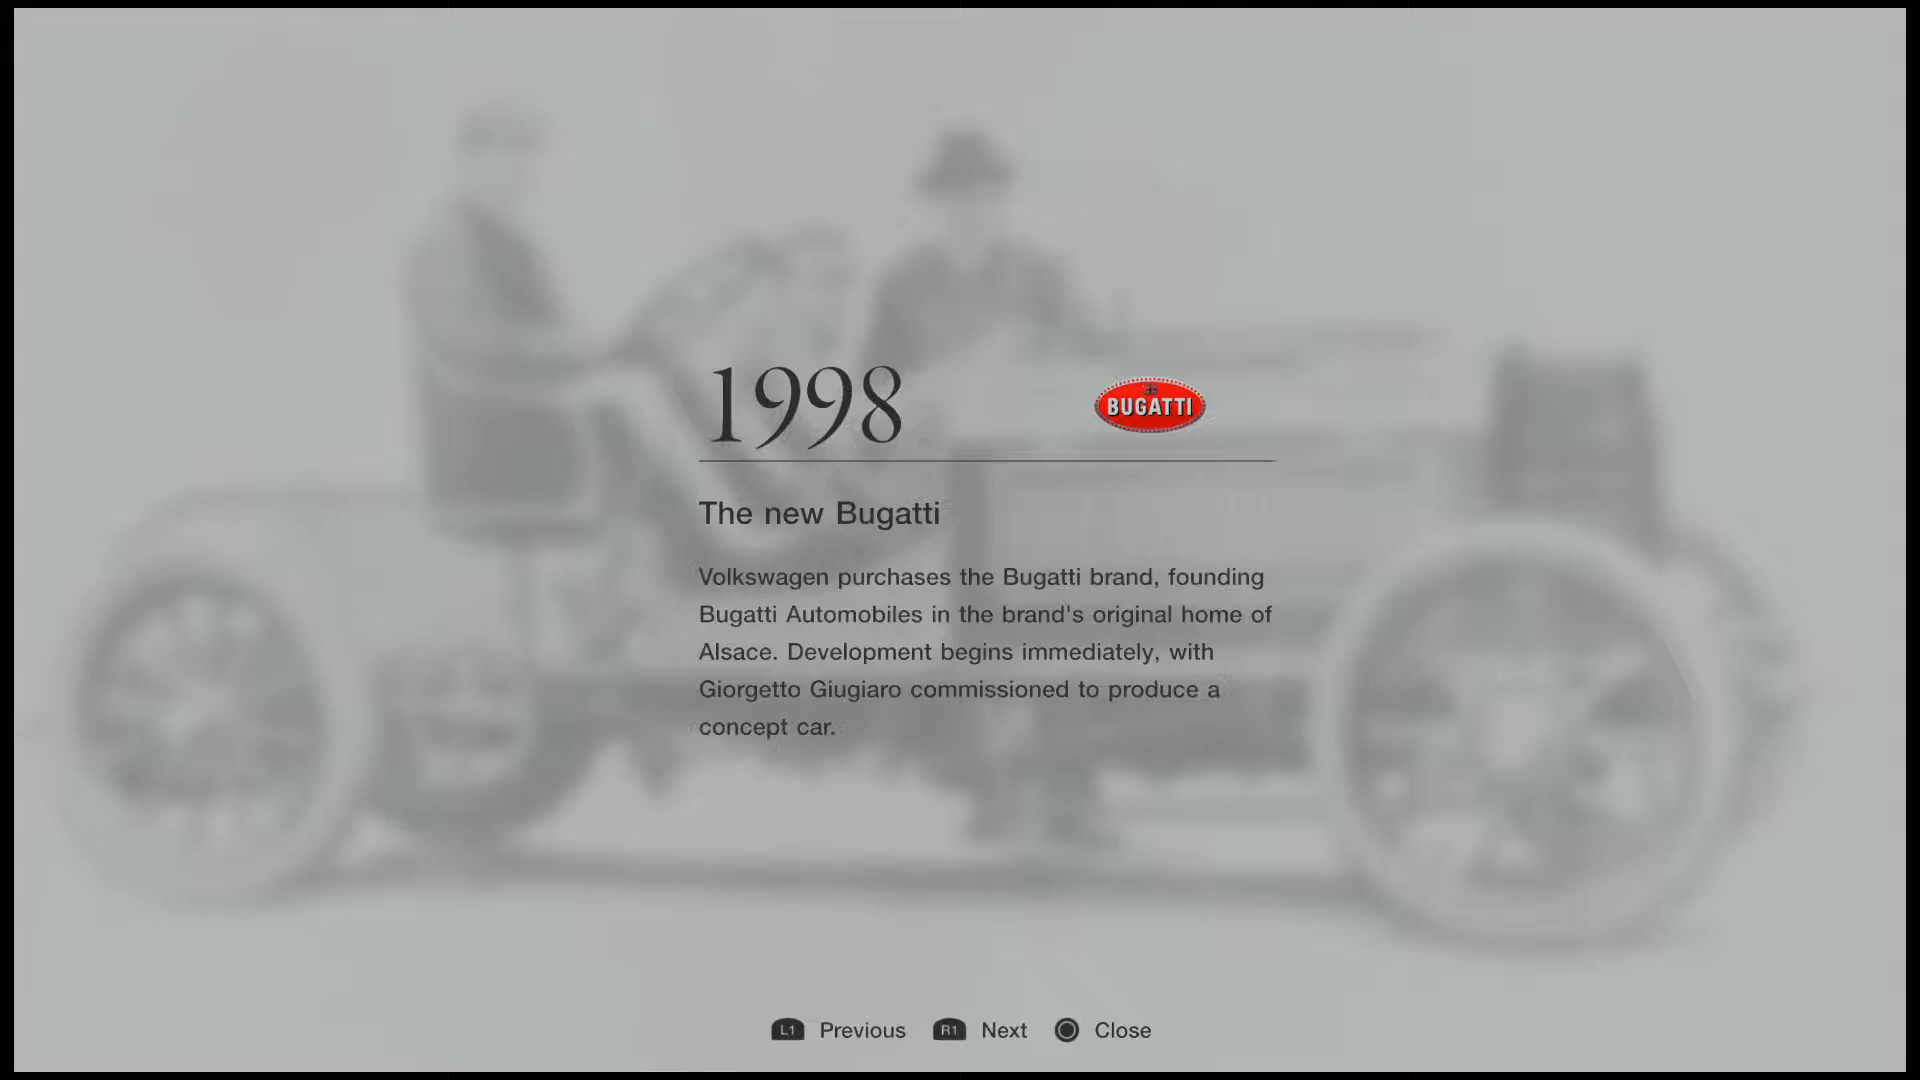 1998
BUGATTI
The new Bugatti
Volkswagen purchases the Bugatti brand, founding
Bugatti Automobiles in the brand's original home of
Alsace. Development begins immediately, with
Giorgetto Giugiaro commissioned to produce a
concept car.
L1 Previous R1 Next Close